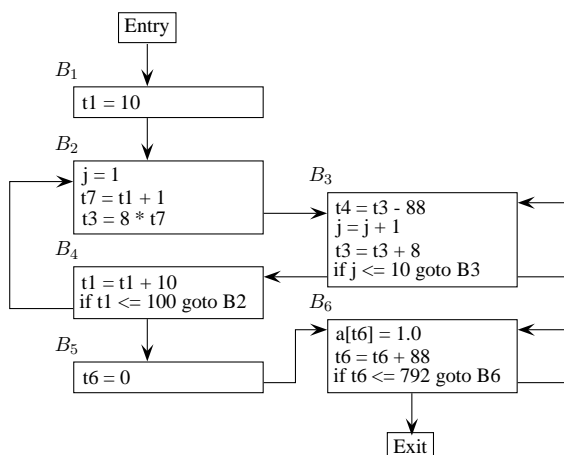 Entry
B1
t1 = 10
B2
j = 1
t7 = t1 + 1
t3 = 8 * t7
B3
t4 = t3 - 88
j = j + 1
t3 = t3 + 8
if j <= 10 goto B3
B4
t1 = t1 + 10
if t1 <= 100 goto B2
B5
t6 = 0
B6
a[t6] = 1.0
t6 = t6 + 88
if t6 <= 792 goto B6
Exit